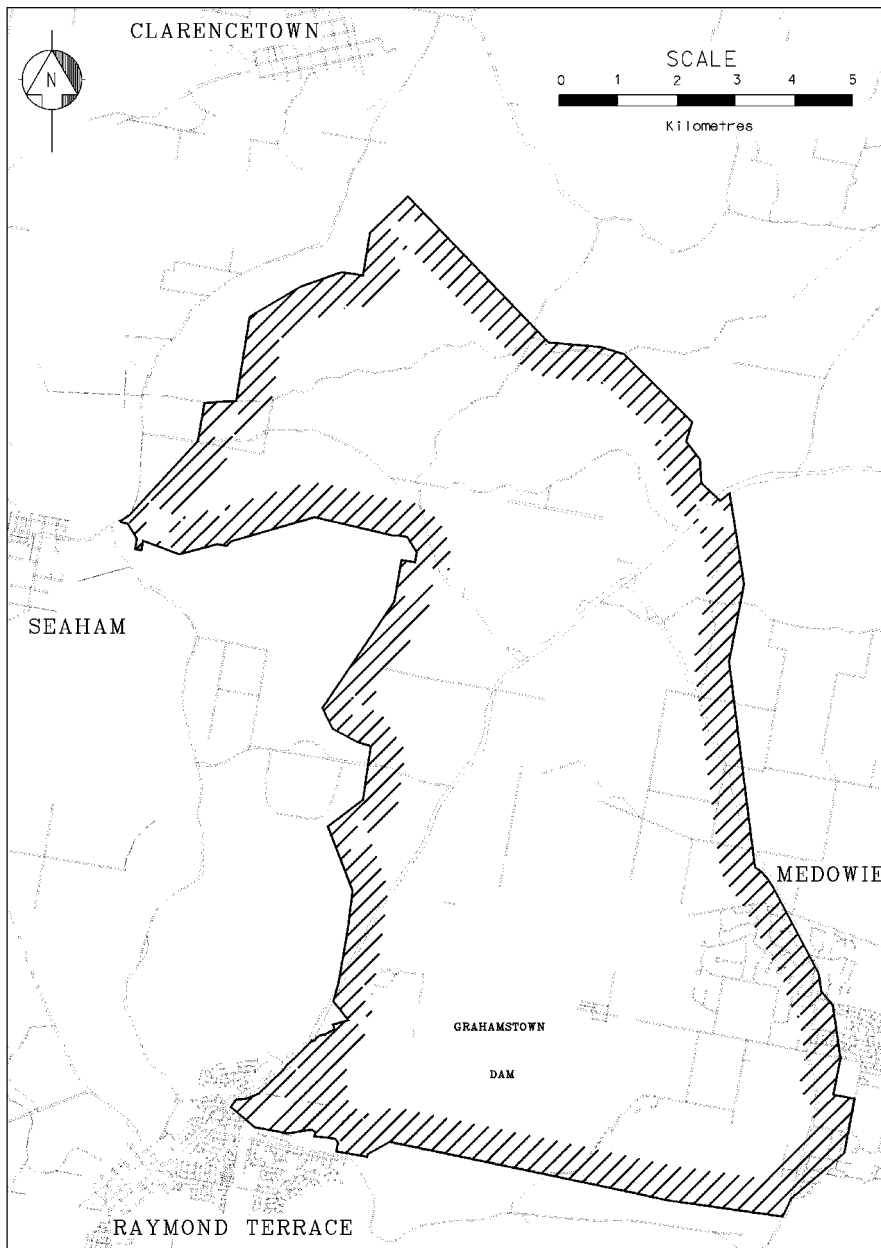 CLARENCETOWN
N
SCALE
0 1 2 3 4 5
Kilometres
SEAHAM
MEDOWIE
GRAHAMSTOWN
DAM
RAYMOND TERRACE